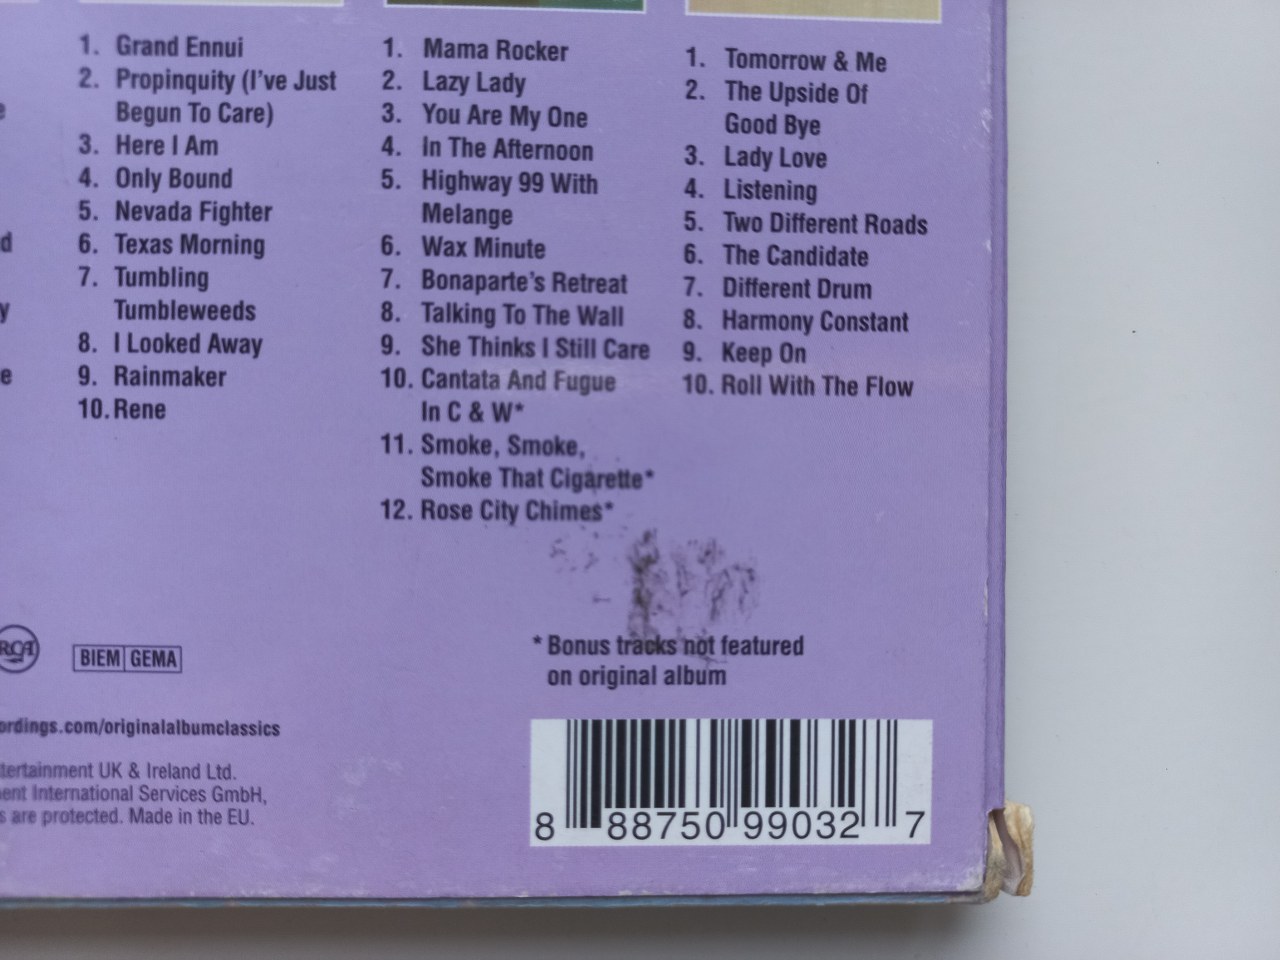 e
d
y
e
1. Grand Ennui
2. Propinquity (I've Just
Begun To Care)
3. Here I Am
4. Only Bound
5. Nevada Fighter
6. Texas Morning
7. Tumbling
Tumbleweeds
8. I Looked Away
9. Rainmaker
10. Rene
1. Mama Rocker
2. Lazy Lady
3. You Are My One
4. In The Afternoon
5. Highway 99 With
Melange
6. Wax Minute
7. Bonaparte's Retreat
8. Talking To The Wall
9. She Thinks I Still Care
10. Cantata And Fugue
In C & W*
11. Smoke, Smoke,
Smoke That Cigarette*
12. Rose City Chimes*
1. Tomorrow & Me
2. The Upside Of
Good Bye
3. Lady Love
4. Listening
5. Two Different Roads
6. The Candidate
7. Different Drum
8. Harmony Constant
9. Keep On
10. Roll With The Flow
* Bonus tracks not featured
on original album
RCA
BIEM GEMA
ordings.com/originalalbumclassics
tertainment UK & Ireland Ltd.
ent International Services GmbH,
s are protected. Made in the EU.
8 88750 99032 7